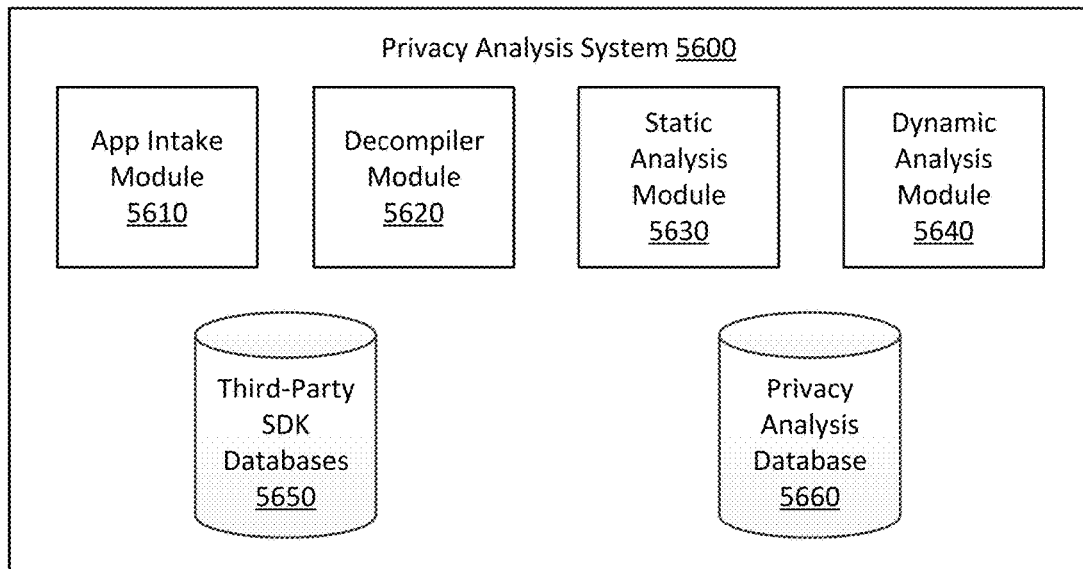 Privacy Analysis System 5600
App Intake
Module
5610
Decompiler
Module
5620
Static
Analysis
Module
5630
Dynamic
Analysis
Module
5640
Third-Party
SDK
Databases
5650
Privacy
Analysis
Database
5660